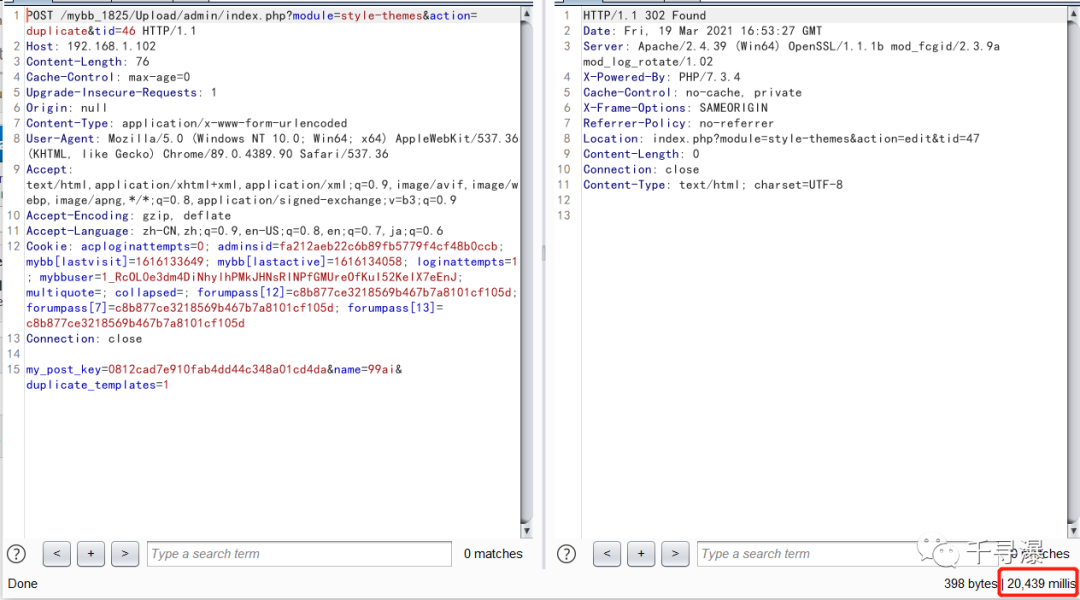 1 POST /mybb_1825/Upload/admin/index.php?module=style-themes&action=
duplicate&tid=46 HTTP/1.1
2 Host: 192.168.1.102
3 Content-Length: 76
4 Cache-Control: max-age=0
5 Upgrade-Insecure-Requests: 1
6 Origin: null
7 Content-Type: application/x-www-form-urlencoded
8 User-Agent: Mozilla/5.0 (Windows NT 10.0; Win64; x64) AppleWebKit/537.36
(KHTML, like Gecko) Chrome/89.0.4389.90 Safari/537.36
9 Accept:
text/html,application/xhtml+xml,application/xml;q=0.9,image/avif,image/w
ebp,image/apng,*/*;q=0.8,application/signed-exchange;v=b3;q=0.9
10 Accept-Encoding: gzip, deflate
11 Accept-Language: zh-CN,zh;q=0.9,en-US;q=0.8,en;q=0.7,ja;q=0.6
12 Cookie: acploginattempts=0; adminsid=fa212aeb22c6b89fb5779f4cf48b0ccb;
mybb[lastvisit]=1616133649; mybb[lastactive]=1616134058; loginattempts=1
; mybbuser=1_RcOLOe3dm4DiNhylhPMkJHNsRlNPfGMUreOfKul52KelX7eEnJ;
multiquote=; collapsed=; forumpass[12]=c8b877ce3218569b467b7a8101cf105d;
forumpass[7]=c8b877ce3218569b467b7a8101cf105d; forumpass[13]=
c8b877ce3218569b467b7a8101cf105d
13 Connection: close
14
15 my_post_key=0812cad7e910fab4dd44c348a01cd4da&name=99ai&
duplicate_templates=1
? < + > Type a search term 0 matches
Done
1 HTTP/1.1 302 Found
2 Date: Fri, 19 Mar 2021 16:53:27 GMT
3 Server: Apache/2.4.39 (Win64) OpenSSL/1.1.1b mod_fcgid/2.3.9a
mod_log_rotate/1.02
4 X-Powered-By: PHP/7.3.4
5 Cache-Control: no-cache, private
6 X-Frame-Options: SAMEORIGIN
7 Referrer-Policy: no-referrer
8 Location: index.php?module=style-themes&action=edit&tid=47
9 Content-Length: 0
10 Connection: close
11 Content-Type: text/html; charset=UTF-8
12
13
? < + > Type a search term 0 matches
千寻瀑
398 bytes | 20,439 millis